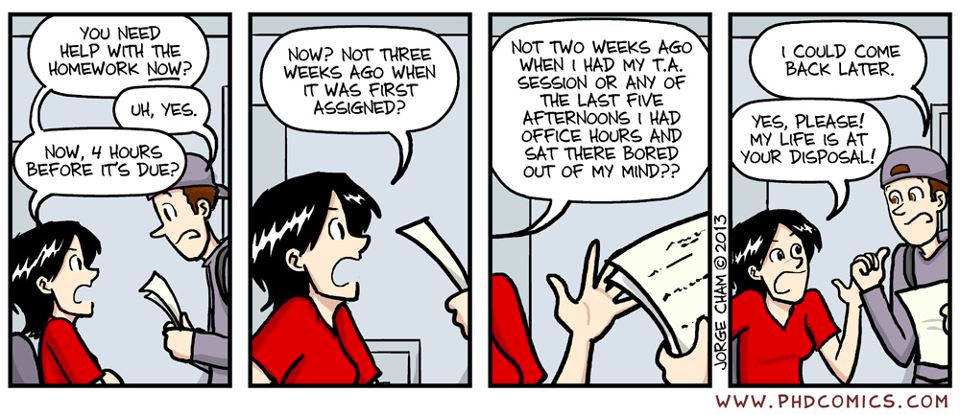 YOU NEED
HELP WITH THE
HOMEWORK NOW?
UH, YES.
NOW, 4 HOURS
BEFORE IT'S DUE?
NOW? NOT THREE
WEEKS AGO WHEN
IT WAS FIRST
ASSIGNED?
NOT TWO WEEKS AGO
WHEN I HAD MY T.A.
SESSION OR ANY OF
THE LAST FIVE
AFTERNOONS I HAD
OFFICE HOURS AND
SAT THERE BORED
OUT OF MY MIND??
I COULD COME
BACK LATER.
YES, PLEASE!
MY LIFE IS AT
YOUR DISPOSAL!
JORGE CHAM © 2013
WWW.PHDCOMICS.COM